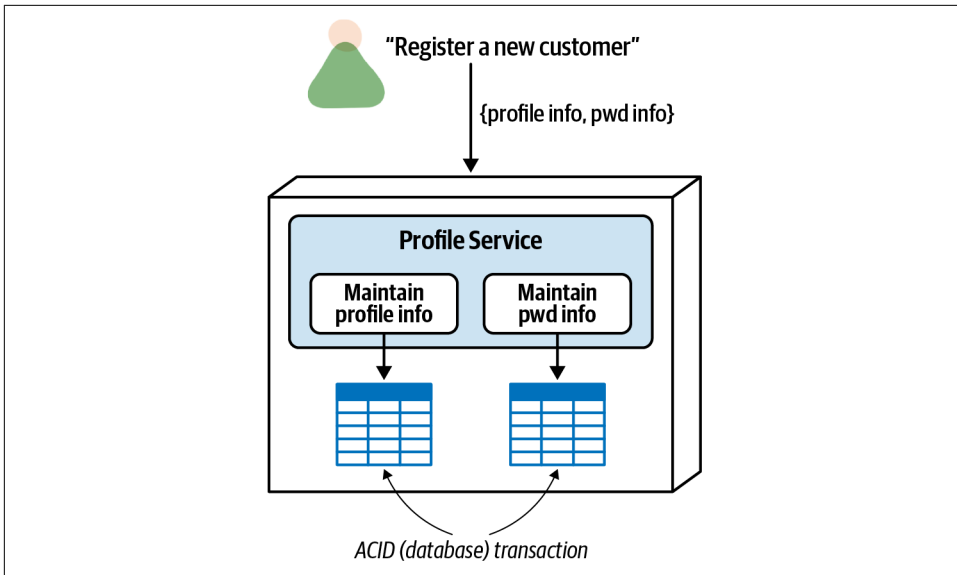 “Register a new customer”
{profile info, pwd info}
Profile Service
Maintain
profile info
Maintain
pwd info
ACID (database) transaction